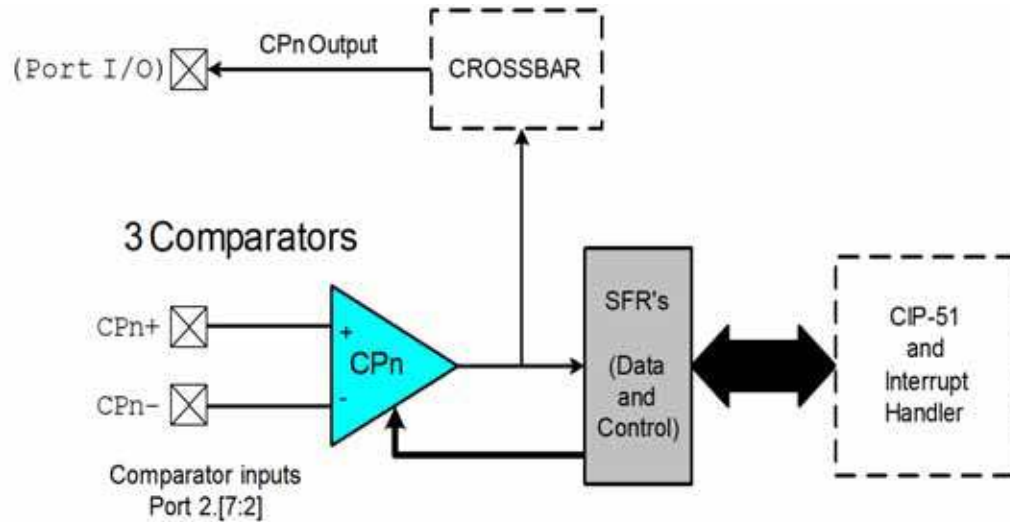 CPn Output
(Port I/O)
CROSSBAR
3 Comparators
CPn+
CPn-
+
CPn
-
SFR's
(Data
and
Control)
CIP-51
and
Interrupt
Handler
Comparator inputs
Port 2.[7:2]